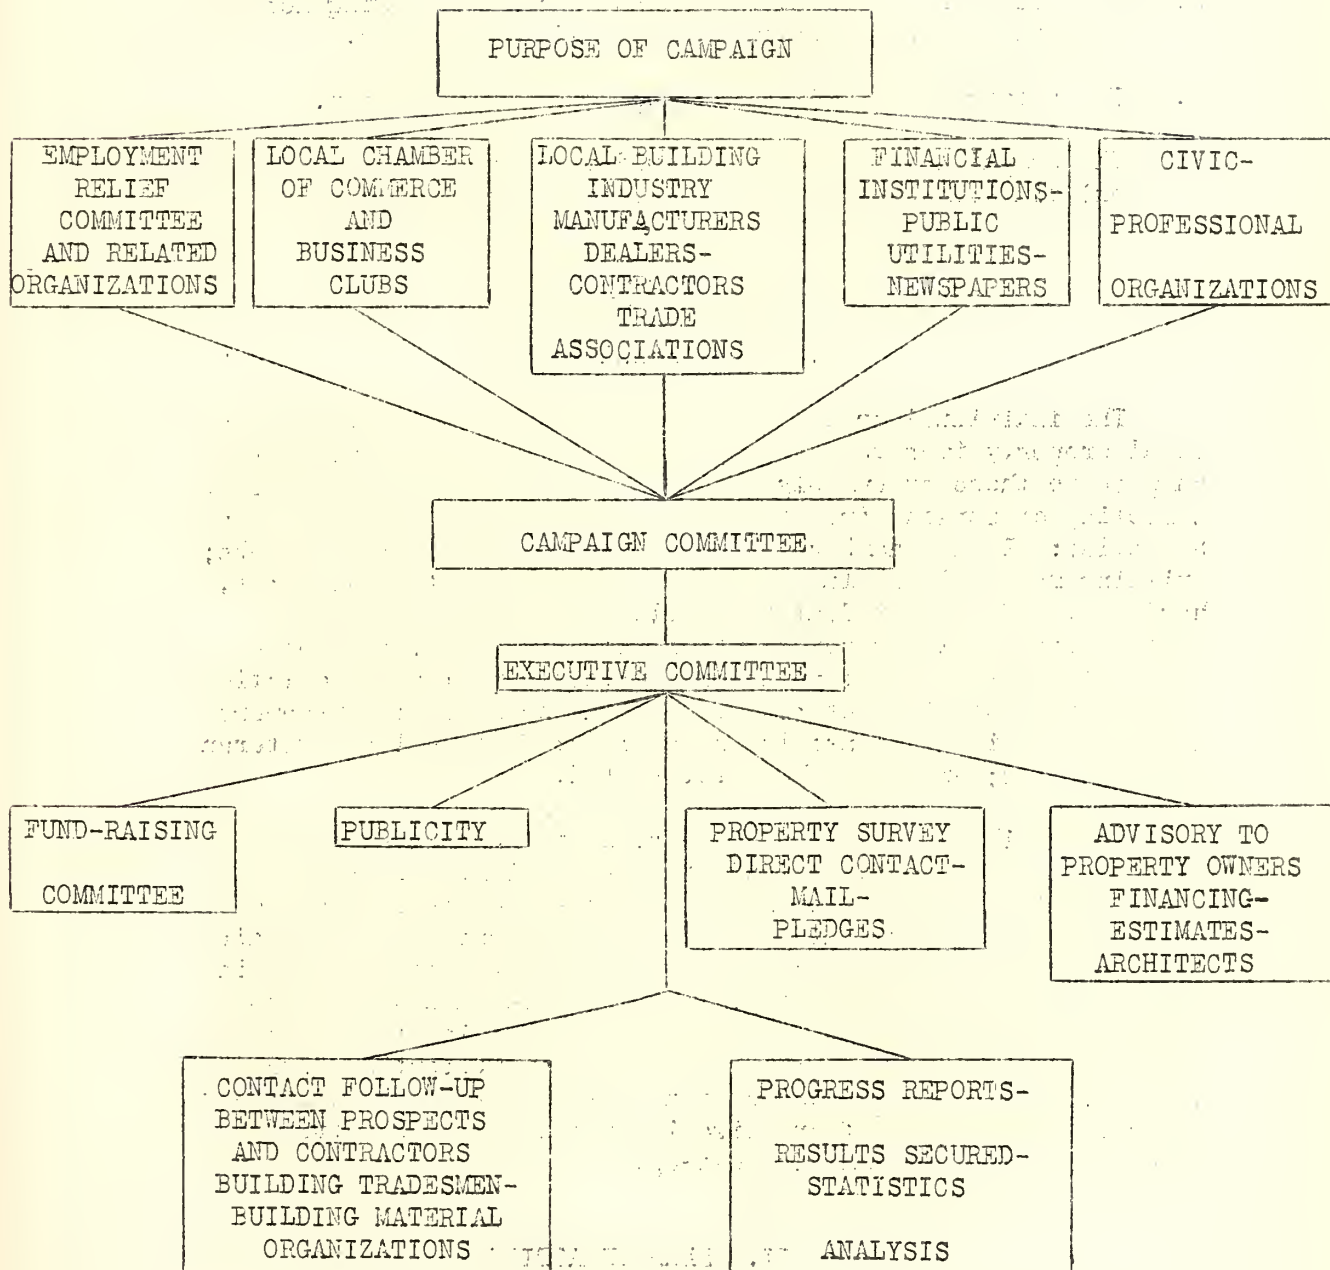 PURPOSE OF CAMPAIGN
EMPLOYMENT
RELIEF
COMMITTEE
AND RELATED
ORGANIZATIONS
LOCAL CHAMBER
OF COMMERCE
AND
BUSINESS
CLUBS
LOCAL BUILDING
INDUSTRY
MANUFACTURERS
DEALERS-
CONTRACTORS
TRADE
ASSOCIATIONS
FINANCIAL
INSTITUTIONS-
PUBLIC
UTILITIES-
NEWSPAPERS
CIVIC-
PROFESSIONAL
ORGANIZATIONS
CAMPAIGN COMMITTEE
EXECUTIVE COMMITTEE
FUND-RAISING
COMMITTEE
PUBLICITY
PROPERTY SURVEY
DIRECT CONTACT-
MAIL-
PLEDGES
ADVISORY TO
PROPERTY OWNERS
FINANCING-
ESTIMATES-
ARCHITECTS
CONTACT FOLLOW-UP
BETWEEN PROSPECTS
AND CONTRACTORS
BUILDING TRADESMEN-
BUILDING MATERIAL
ORGANIZATIONS
PROGRESS REPORTS-
RESULTS SECURED-
STATISTICS
ANALYSIS